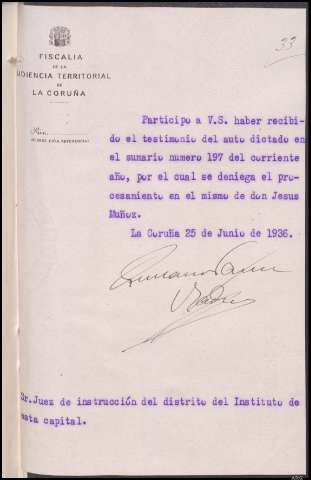 33
FISCALIA
DE LA
UDIENCIA TERRITORIAL
DE
LA CORUÑA
Núm.
Participo a V.S. haber recibi-
do el testimonio del auto dictado en
el sumario numero 197 del corriente
año, por el cual se deniega el pro-
cesamiento en el mismo de don Jesus
Muñoz.
La Coruña 25 de Junio de 1936.
Sr. Juez de instrucción del distrito del Instituto de
esta capital.